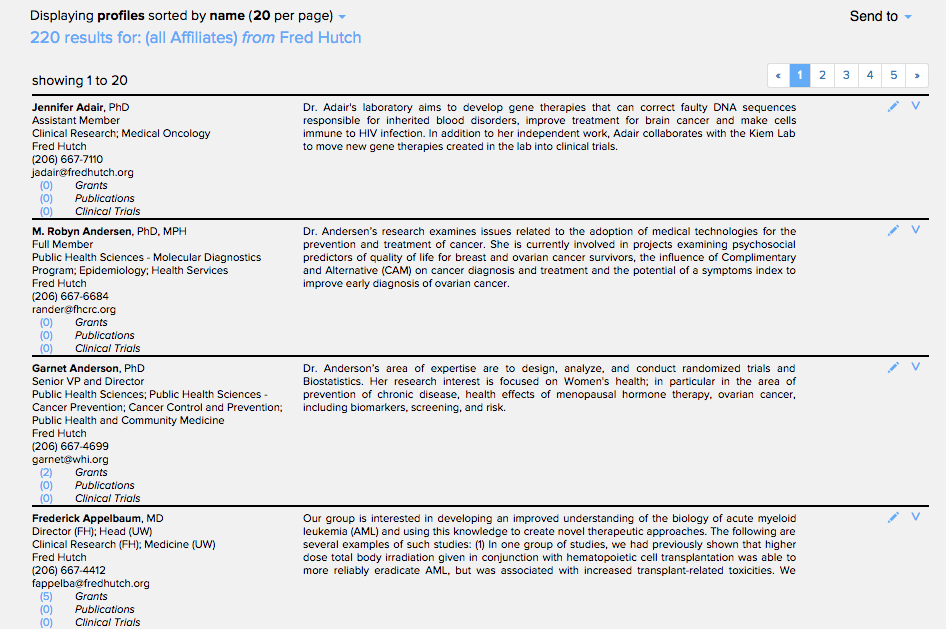 Displaying profiles sorted by name (20 per page)
Send to
220 results for: (all Affiliates) from Fred Hutch
showing 1 to 20
« 1 2 3 4 5 »
Jennifer Adair, PhD
Assistant Member
Clinical Research; Medical Oncology
Fred Hutch
(206) 667-7110
jadair@fredhutch.org
(0) Grants
(0) Publications
(0) Clinical Trials
Dr. Adair's laboratory aims to develop gene therapies that can correct faulty DNA sequences
responsible for inherited blood disorders, improve treatment for brain cancer and make cells
immune to HIV infection. In addition to her independent work, Adair collaborates with the Kiem Lab
to move new gene therapies created in the lab into clinical trials.
V
M. Robyn Andersen, PhD, MPH
Full Member
Public Health Sciences - Molecular Diagnostics
Program; Epidemiology; Health Services
Fred Hutch
(206) 667-6684
rander@fhcrc.org
(0) Grants
(0) Publications
(0) Clinical Trials
Dr. Andersen's research examines issues related to the adoption of medical technologies for the
prevention and treatment of cancer. She is currently involved in projects examining psychosocial
predictors of quality of life for breast and ovarian cancer survivors, the influence of Complimentary
and Alternative (CAM) on cancer diagnosis and treatment and the potential of a symptoms index to
improve early diagnosis of ovarian cancer.
V
Garnet Anderson, PhD
Senior VP and Director
Public Health Sciences; Public Health Sciences -
Cancer Prevention; Cancer Control and Prevention;
Public Health and Community Medicine
Fred Hutch
(206) 667-4699
garnet@whi.org
(2) Grants
(0) Publications
(0) Clinical Trials
Dr. Anderson's area of expertise are to design, analyze, and conduct randomized trials and
Biostatistics. Her research interest is focused on Women's health; in particular in the area of
prevention of chronic disease, health effects of menopausal hormone therapy, ovarian cancer,
including biomarkers, screening, and risk.
V
Frederick Appelbaum, MD
Director (FH); Head (UW)
Clinical Research (FH); Medicine (UW)
Fred Hutch
(206) 667-4412
fappelba@fredhutch.org
(5) Grants
(0) Publications
(0) Clinical Trials
Our group is interested in developing an improved understanding of the biology of acute myeloid
leukemia (AML) and using this knowledge to create novel therapeutic approaches. The following are
several examples of such studies: (1) In one group of studies, we had previously shown that higher
dose total body irradiation given in conjunction with hematopoietic cell transplantation was able to
more reliably eradicate AML, but was associated with increased transplant-related toxicities. We
V